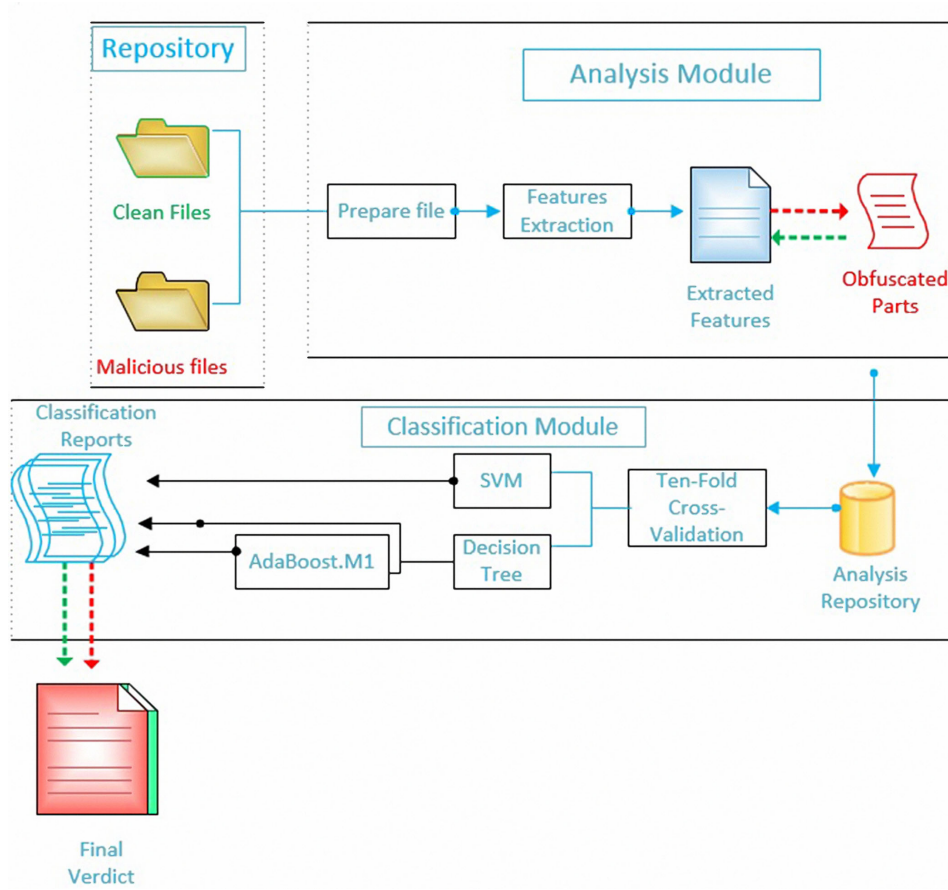 Repository
Clean Files
Malicious files
Analysis Module
Prepare file
Features
Extraction
Extracted
Features
Obfuscated
Parts
Classification
Reports
Classification Module
SVM
Decision
Tree
AdaBoost.M1
Ten-Fold
Cross-
Validation
Analysis
Repository
Final
Verdict